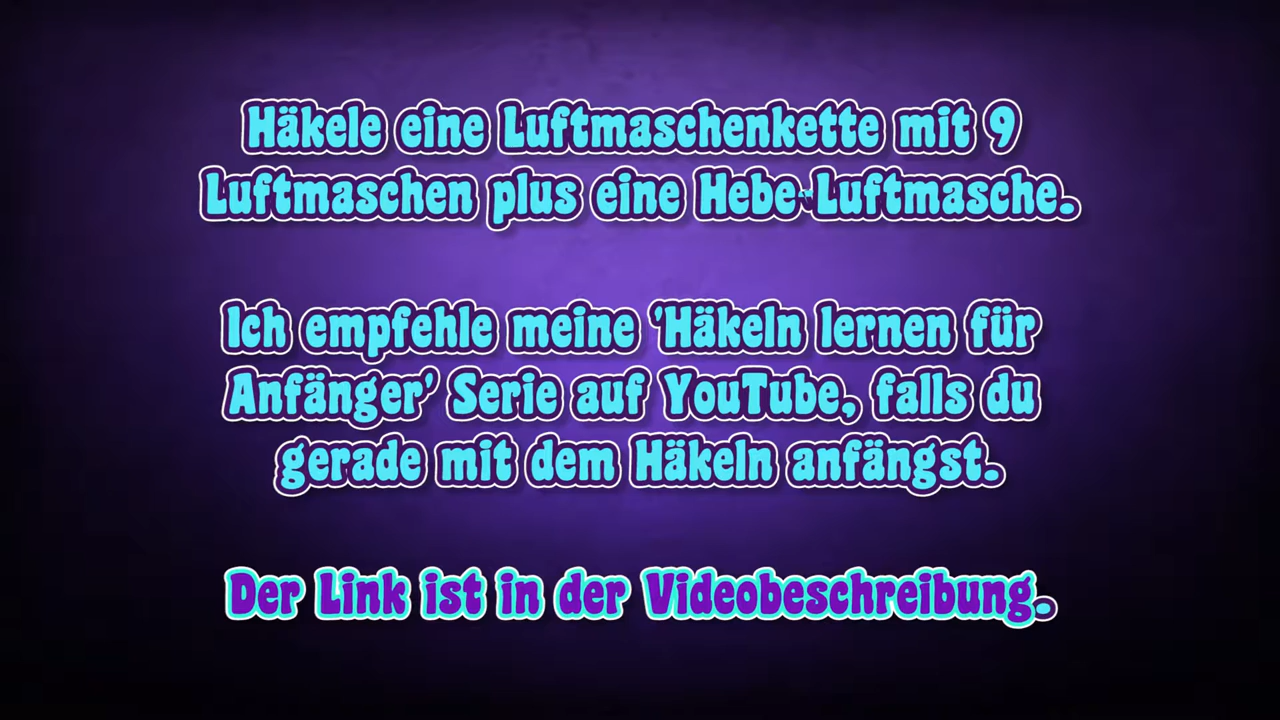 Häkele eine Luftmaschenkette mit 9
Luftmaschen plus eine Hebe-Luftmasche.
Ich empfehle meine 'Häkeln lernen für
Anfänger' Serie auf YouTube, falls du
gerade mit dem Häkeln anfängst.
Der Link ist in der Videobeschreibung.